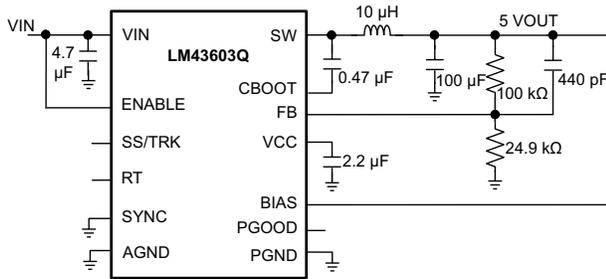 VIN
VIN
4.7
µF
LM43603Q
SW
10 µH
5 VOUT
0.47 µF
100 µF
100 kΩ
440 pF
CBOOT
ENABLE
FB
SS/TRK
VCC
24.9 kΩ
2.2 µF
RT
BIAS
SYNC
PGOOD
AGND
PGND